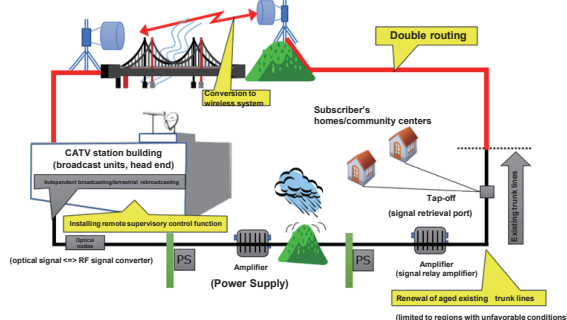 Double routing
Conversion to
wireless system
Subscriber's
homes/community centers
CATV station building
(broadcast units, head end)
Independent broadcasting/terrestrial rebroadcasting
Installing remote supervisory control function
Tap-off
(signal retrieval port)
Existing trunk lines
Optical
nodes
(optical signal <=> RF signal converter)
PS
Amplifier
(Power Supply)
PS
Amplifier
(signal relay amplifier)
Renewal of aged existing trunk lines
(limited to regions with unfavorable conditions)